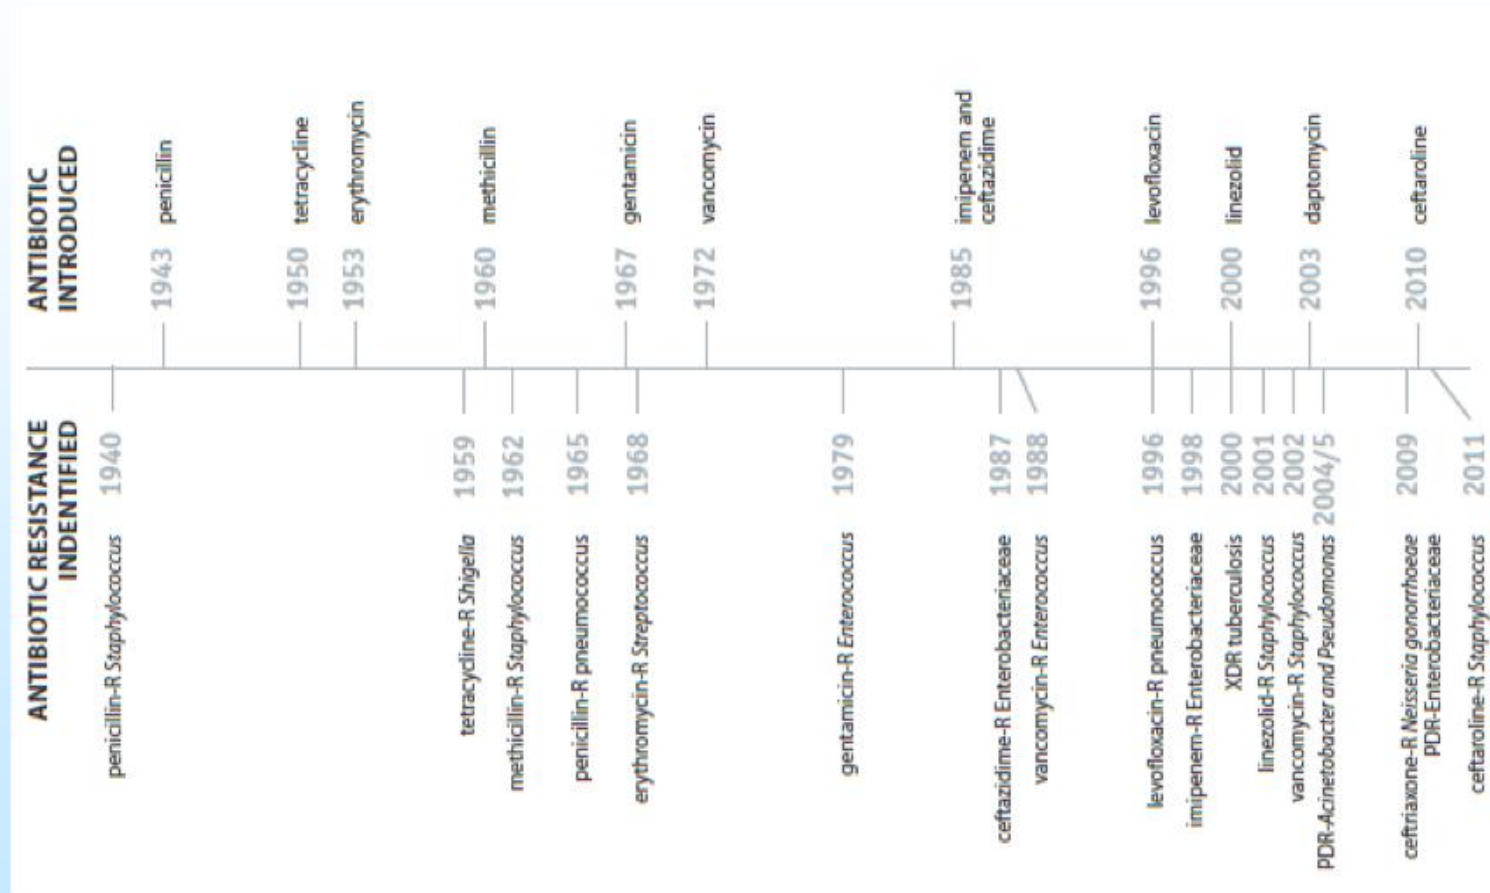 ANTIBIOTIC RESISTANCE
INDENTIFIED
penicillin-R Staphylococcus 1940
tetracycline-R Shigella 1959
methicillin-R Staphylococcus 1962
penicillin-R pneumococcus 1965
erythromycin-R Streptococcus 1968
gentamicin-R Enterococcus 1979
ceftazidime-R Enterobacteriaceae 1987
vancomycin-R Enterococcus 1988
levofloxacin-R pneumococcus 1996
imipenem-R Enterobacteriaceae 1998
XDR tuberculosis 2000
linezolid-R Staphylococcus 2001
vancomycin-R Staphylococcus 2002
PDR-Acinetobacter and Pseudomonas 2004/5
ceftriaxone-R Neisseria gonorrhoeae 2009
PDR-Enterobacteriaceae
ceftaroline-R Staphylococcus 2011
ANTIBIOTIC
INTRODUCED
1943 penicillin
1950 tetracycline
1953 erythromycin
1960 methicillin
1967 gentamicin
1972 vancomycin
1985 imipenem and
ceftazidime
1996 levofloxacin
2000 linezolid
2003 daptomycin
2010 ceftaroline